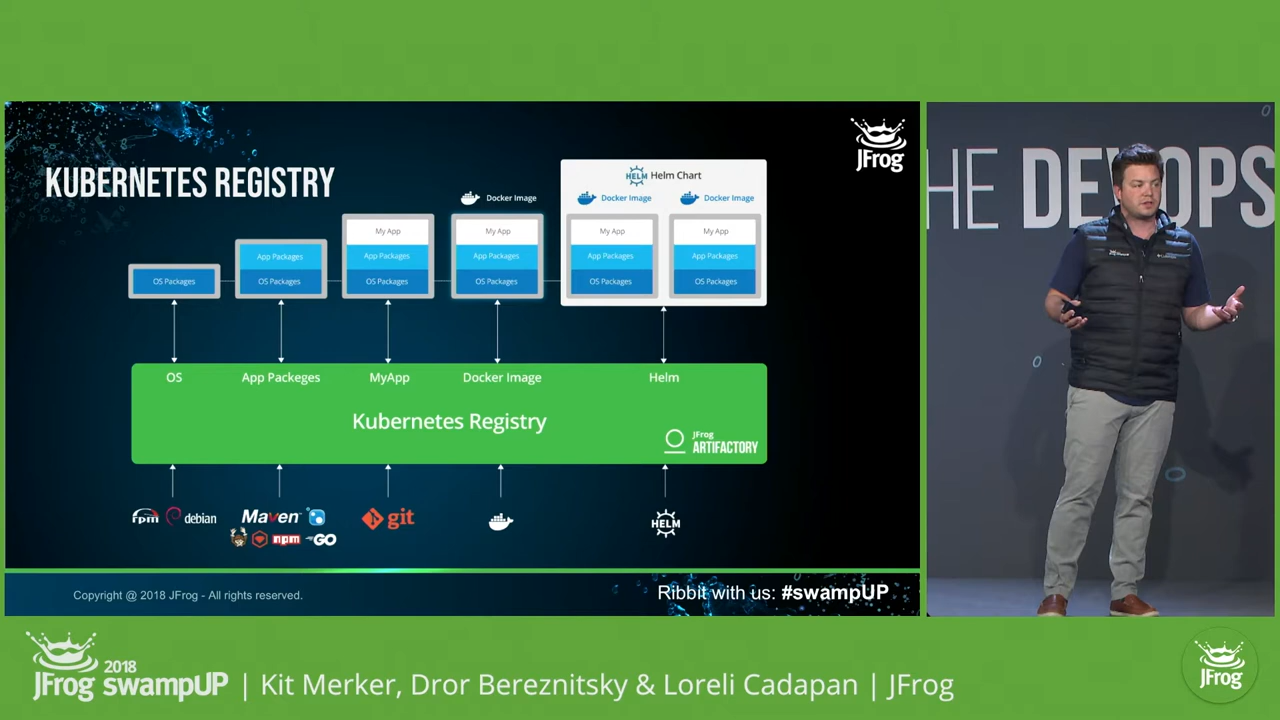 KUBERNETES REGISTRY
JFrog
HELM Helm Chart
Docker Image
Docker Image
Docker Image
My App
My App
My App
My App
App Packages
App Packages
App Packages
App Packages
App Packages
OS Packages
OS Packages
OS Packages
OS Packages
OS Packages
OS Packages
OS
App Packeges
MyApp
Docker Image
Helm
Kubernetes Registry
JFrog
ARTIFACTORY
rpm
debian
Maven
npm
GO
git
HELM
Copyright @ 2018 JFrog - All rights reserved.
Ribbit with us: #swampUP
HE DEVOPS
2018
JFrog swampUP | Kit Merker, Dror Bereznitsky & Loreli Cadapan | JFrog
JFrog